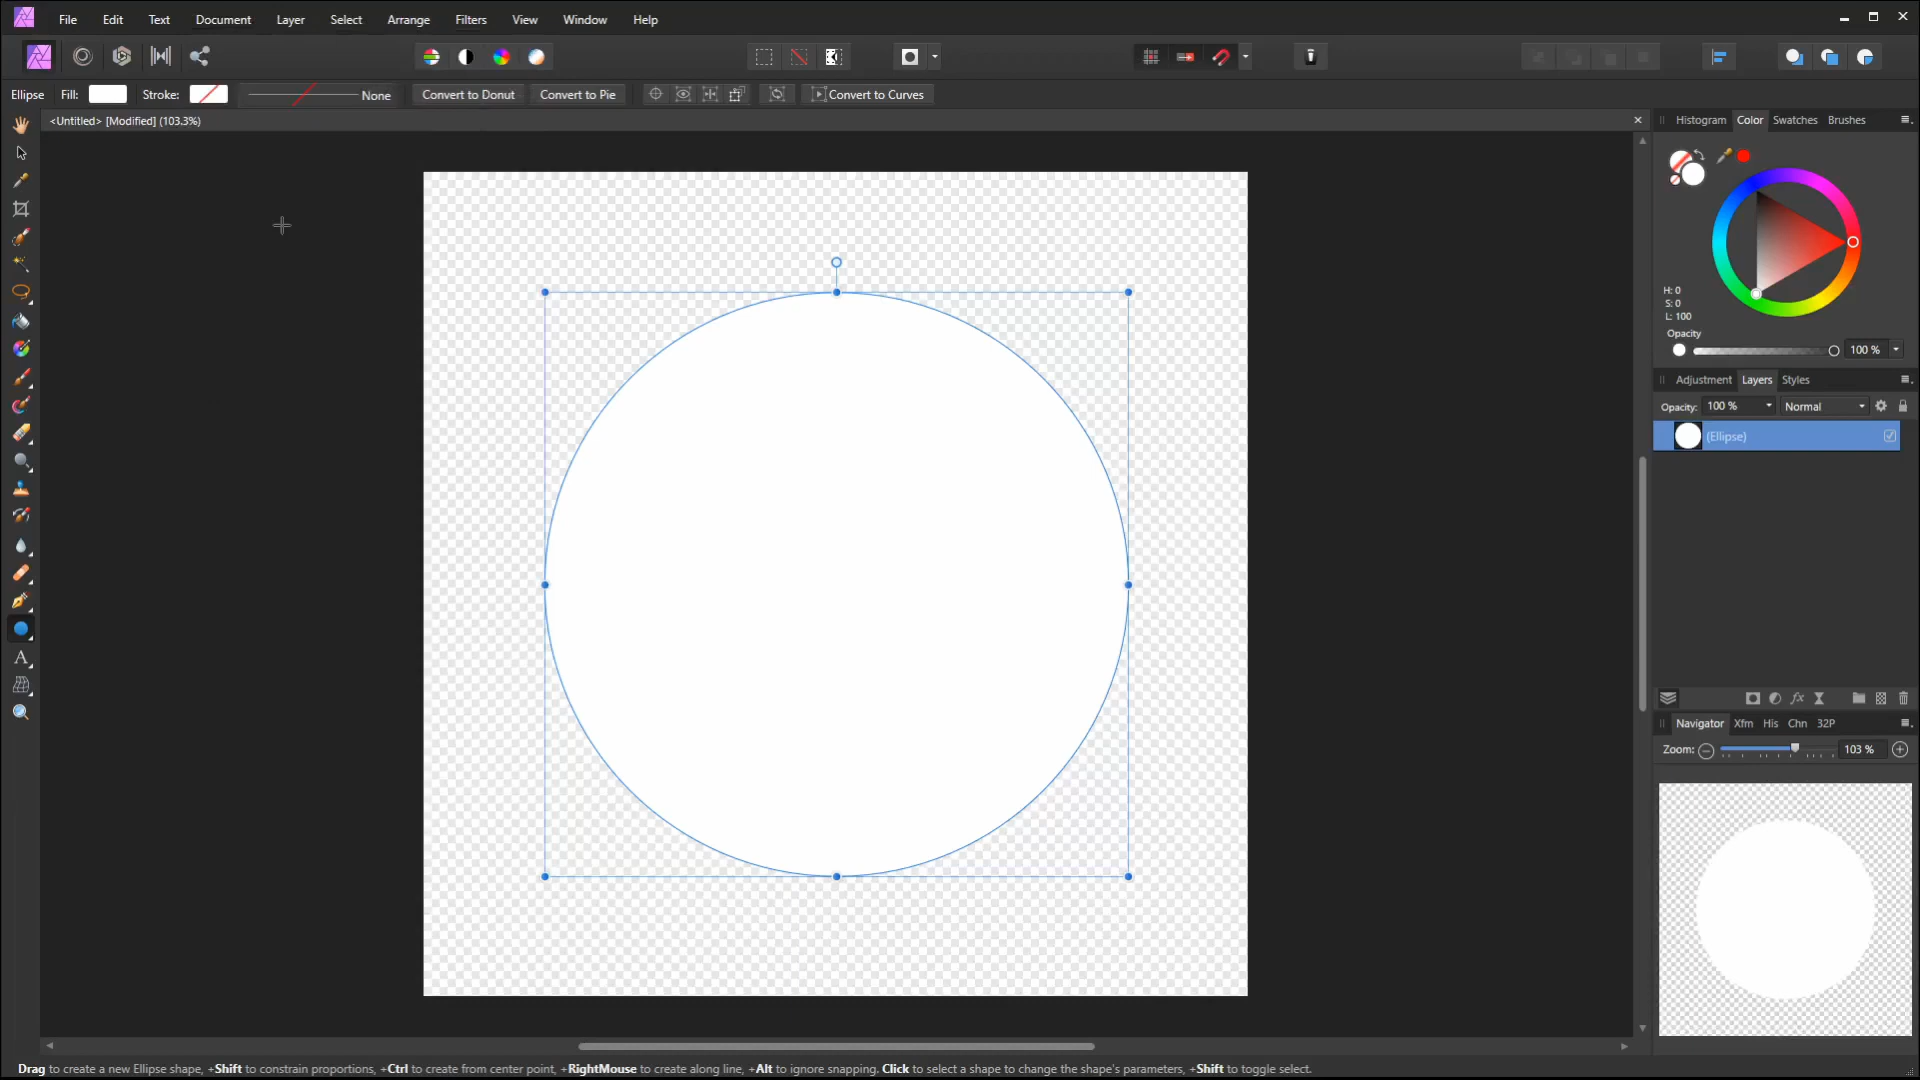 File Edit Text Document Layer Select Arrange Filters View Window Help
Ellipse Fill: Stroke: None Convert to Donut Convert to Pie Convert to Curves
<Untitled> [Modified] (103.3%)
Histogram Color Swatches Brushes
H: 0
S: 0
L: 100
Opacity
100 %
Adjustment Layers Styles
Opacity: 100 % Normal
(Ellipse)
fx
Navigator Xfm His Chn 32P
Zoom: 103 %
A
Drag to create a new Ellipse shape, +Shift to constrain proportions, +Ctrl to create from center point, +RightMouse to create along line, +Alt to ignore snapping. Click to select a shape to change the shape's parameters, +Shift to toggle select.